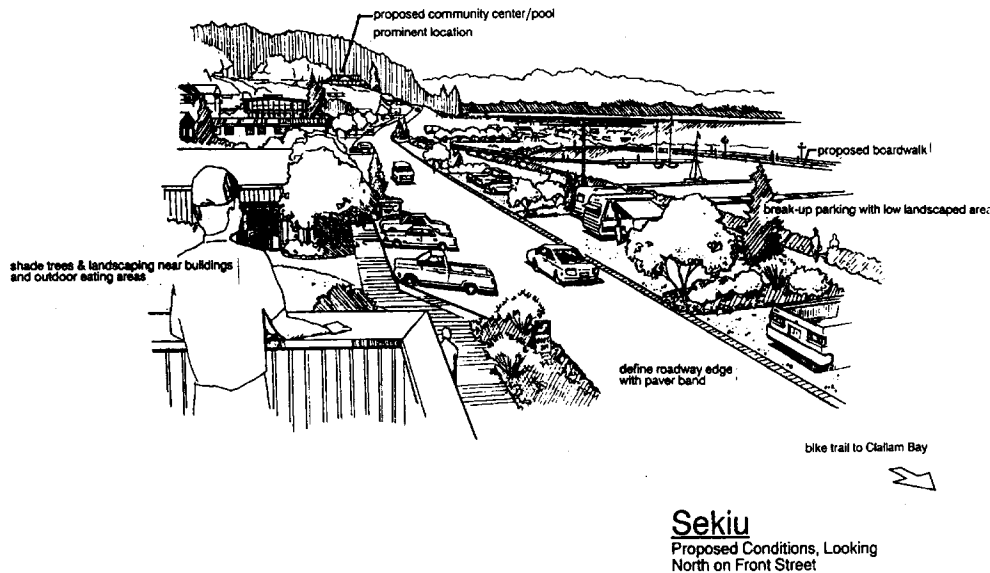 proposed community center/pool
prominent location
proposed boardwalk
break-up parking with low landscaped area
shade trees & landscaping near buildings
and outdoor eating areas
define roadway edge
with paver band
bike trail to Clallam Bay
Sekiu
Proposed Conditions, Looking
North on Front Street